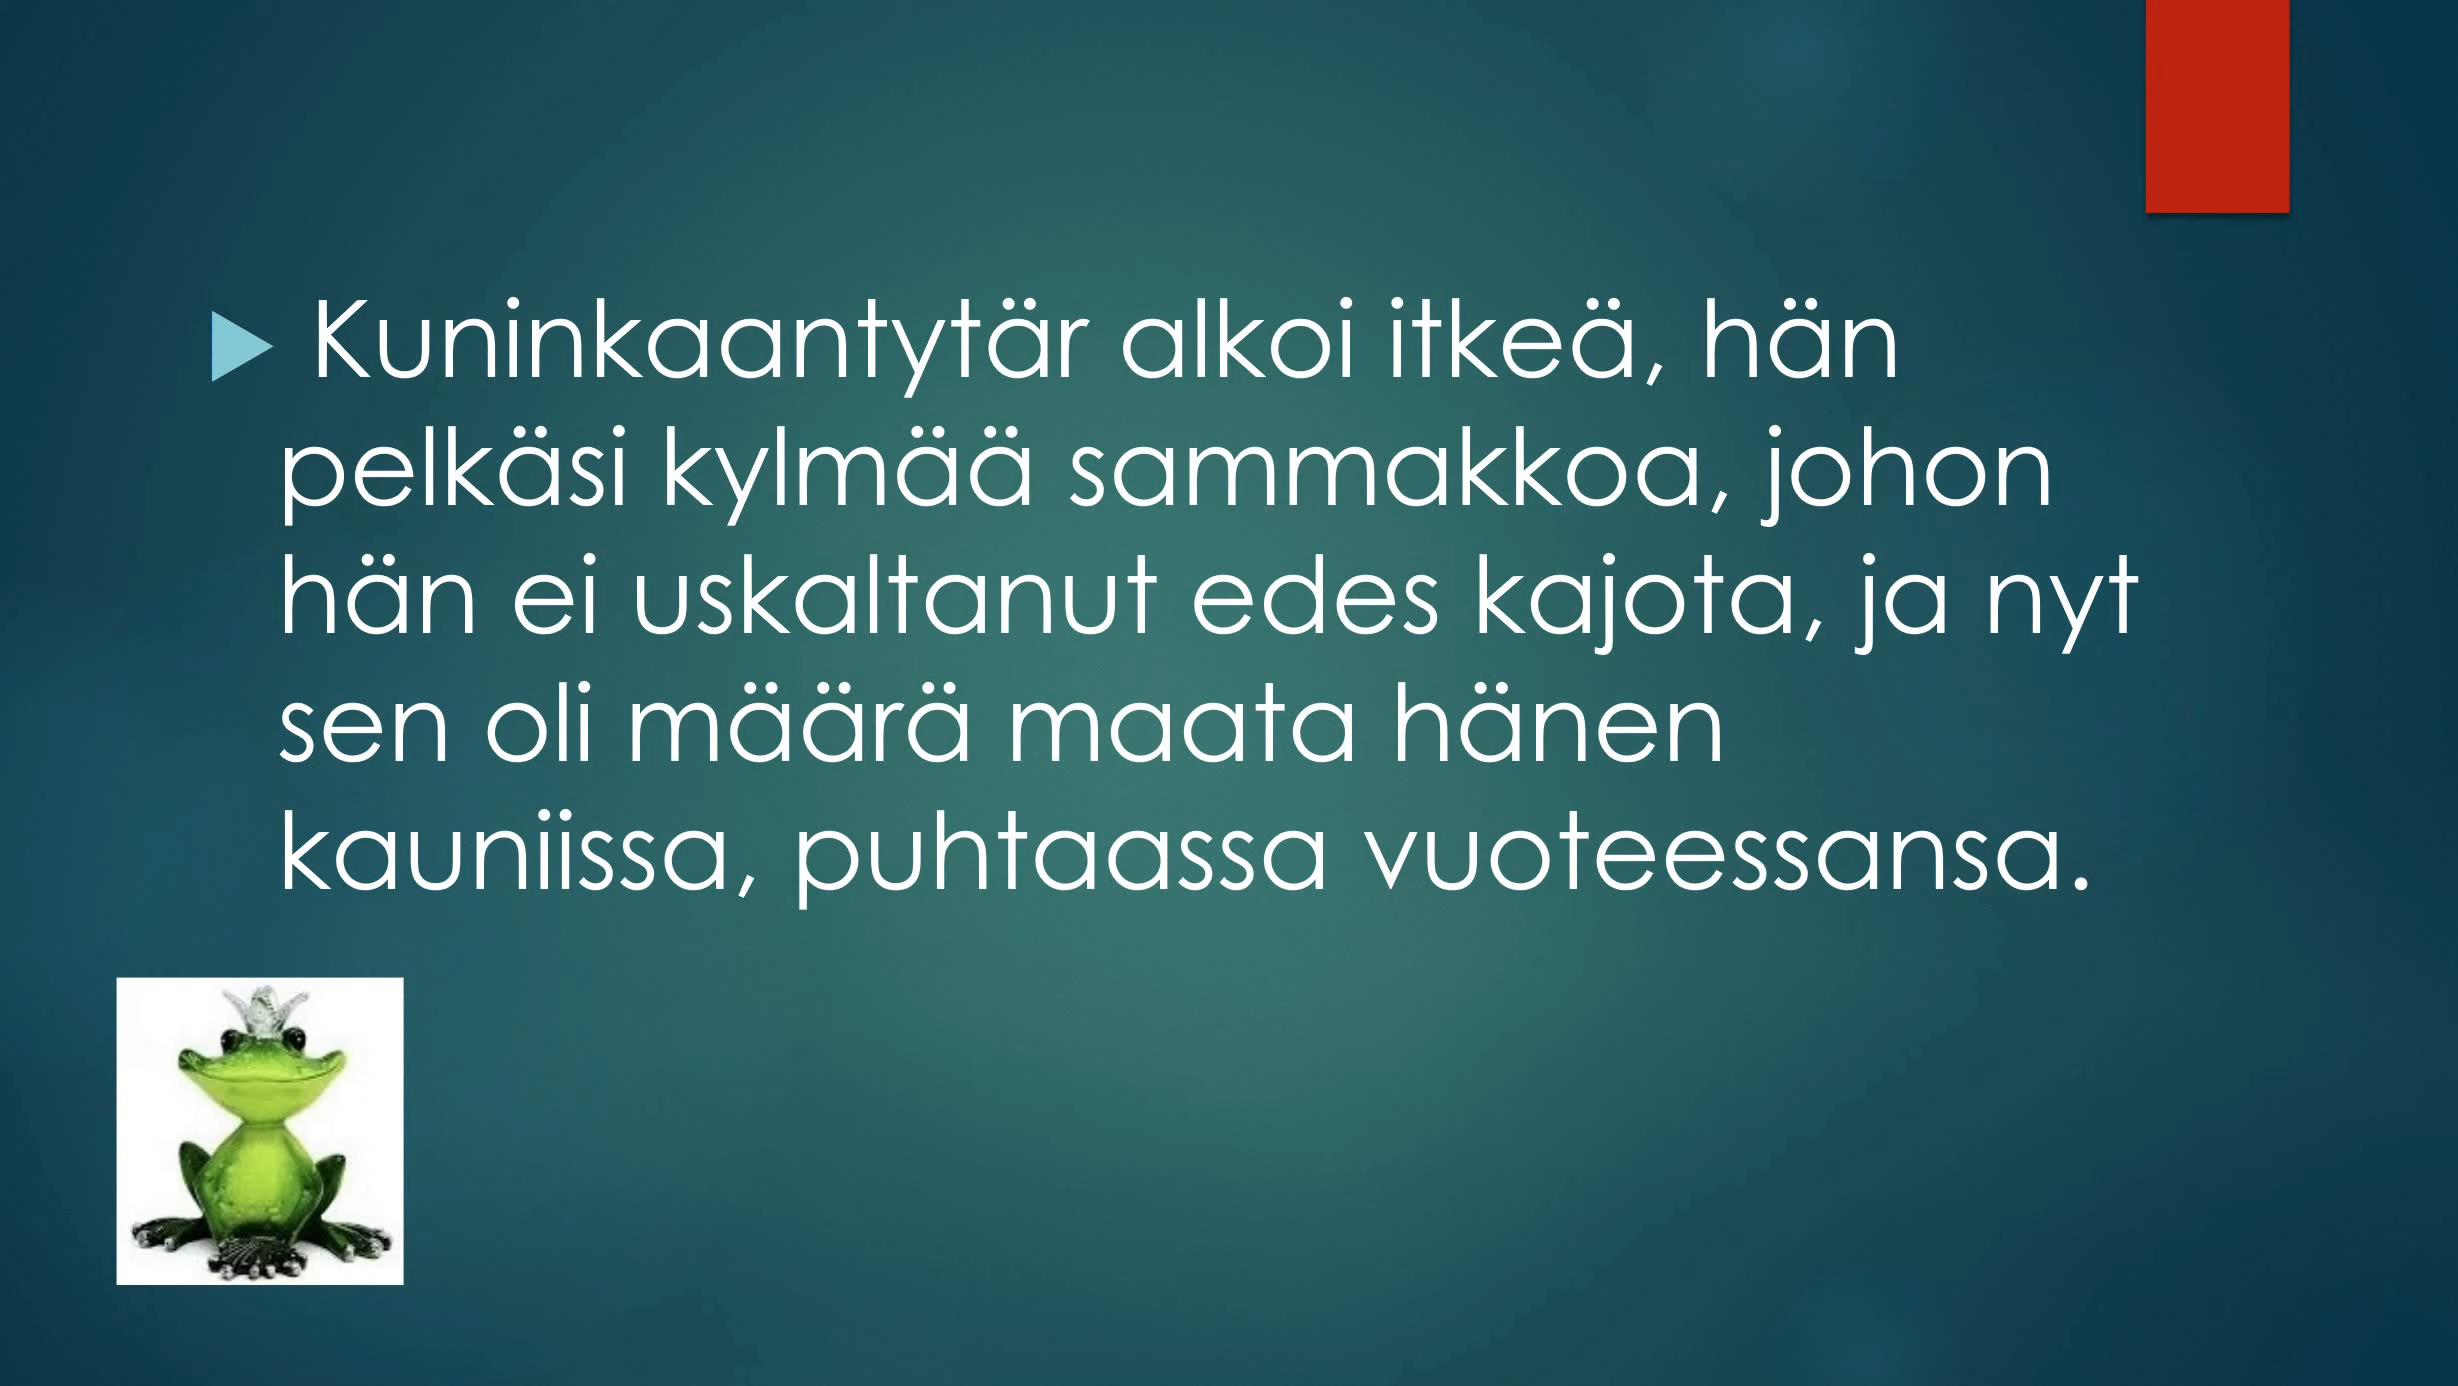 Kuninkaantytär alkoi itkeä, hän
pelkäsi kylmää sammakkoa, johon
hän ei uskaltanut edes kajota, ja nyt
sen oli määrä maata hänen
kauniissa, puhtaassa vuoteessansa.